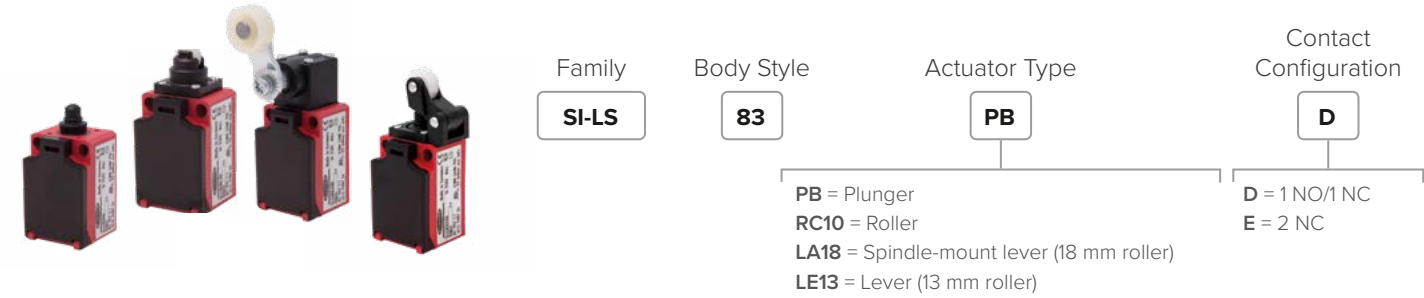 Family
Body Style
Actuator Type
Contact
Configuration
SI-LS
83
PB
D
PB = Plunger
RC10 = Roller
LA18 = Spindle-mount lever (18 mm roller)
LE13 = Lever (13 mm roller)
D = 1 NO/1 NC
E = 2 NC